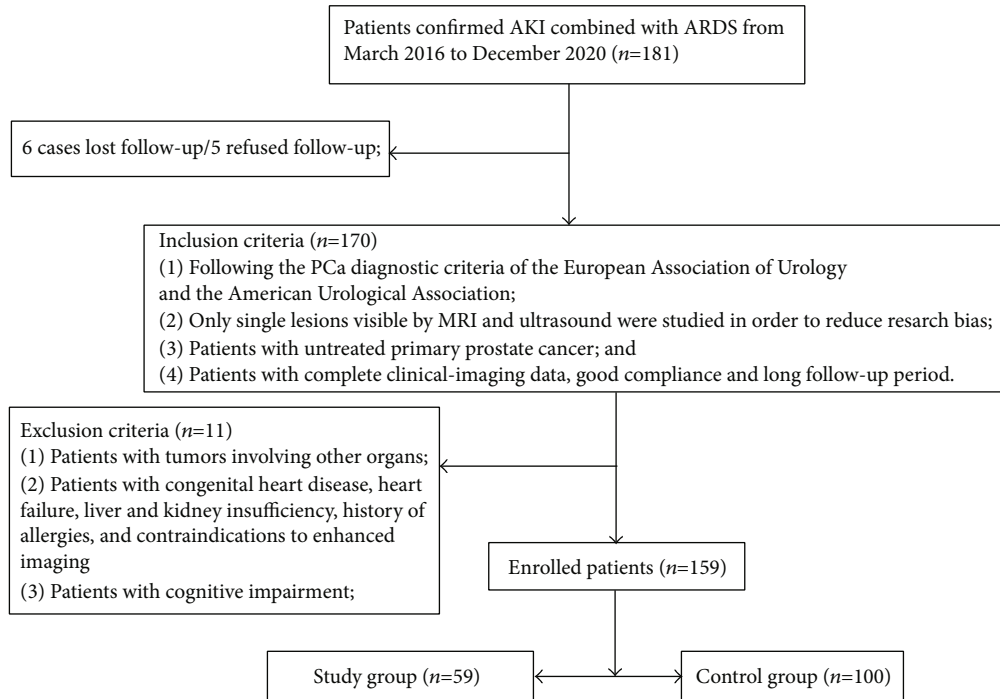 Patients confirmed AKI combined with ARDS from
March 2016 to December 2020 (n=181)
6 cases lost follow-up/5 refused follow-up;
Inclusion criteria (n=170)
(1) Following the PCa diagnostic criteria of the European Association of Urology
and the American Urological Association;
(2) Only single lesions visible by MRI and ultrasound were studied in order to reduce resarch bias;
(3) Patients with untreated primary prostate cancer; and
(4) Patients with complete clinical-imaging data, good compliance and long follow-up period.
Exclusion criteria (n=11)
(1) Patients with tumors involving other organs;
(2) Patients with congenital heart disease, heart
failure, liver and kidney insufficiency, history of
allergies, and contraindications to enhanced
imaging
(3) Patients with cognitive impairment;
Enrolled patients (n=159)
Study group (n=59)
Control group (n=100)